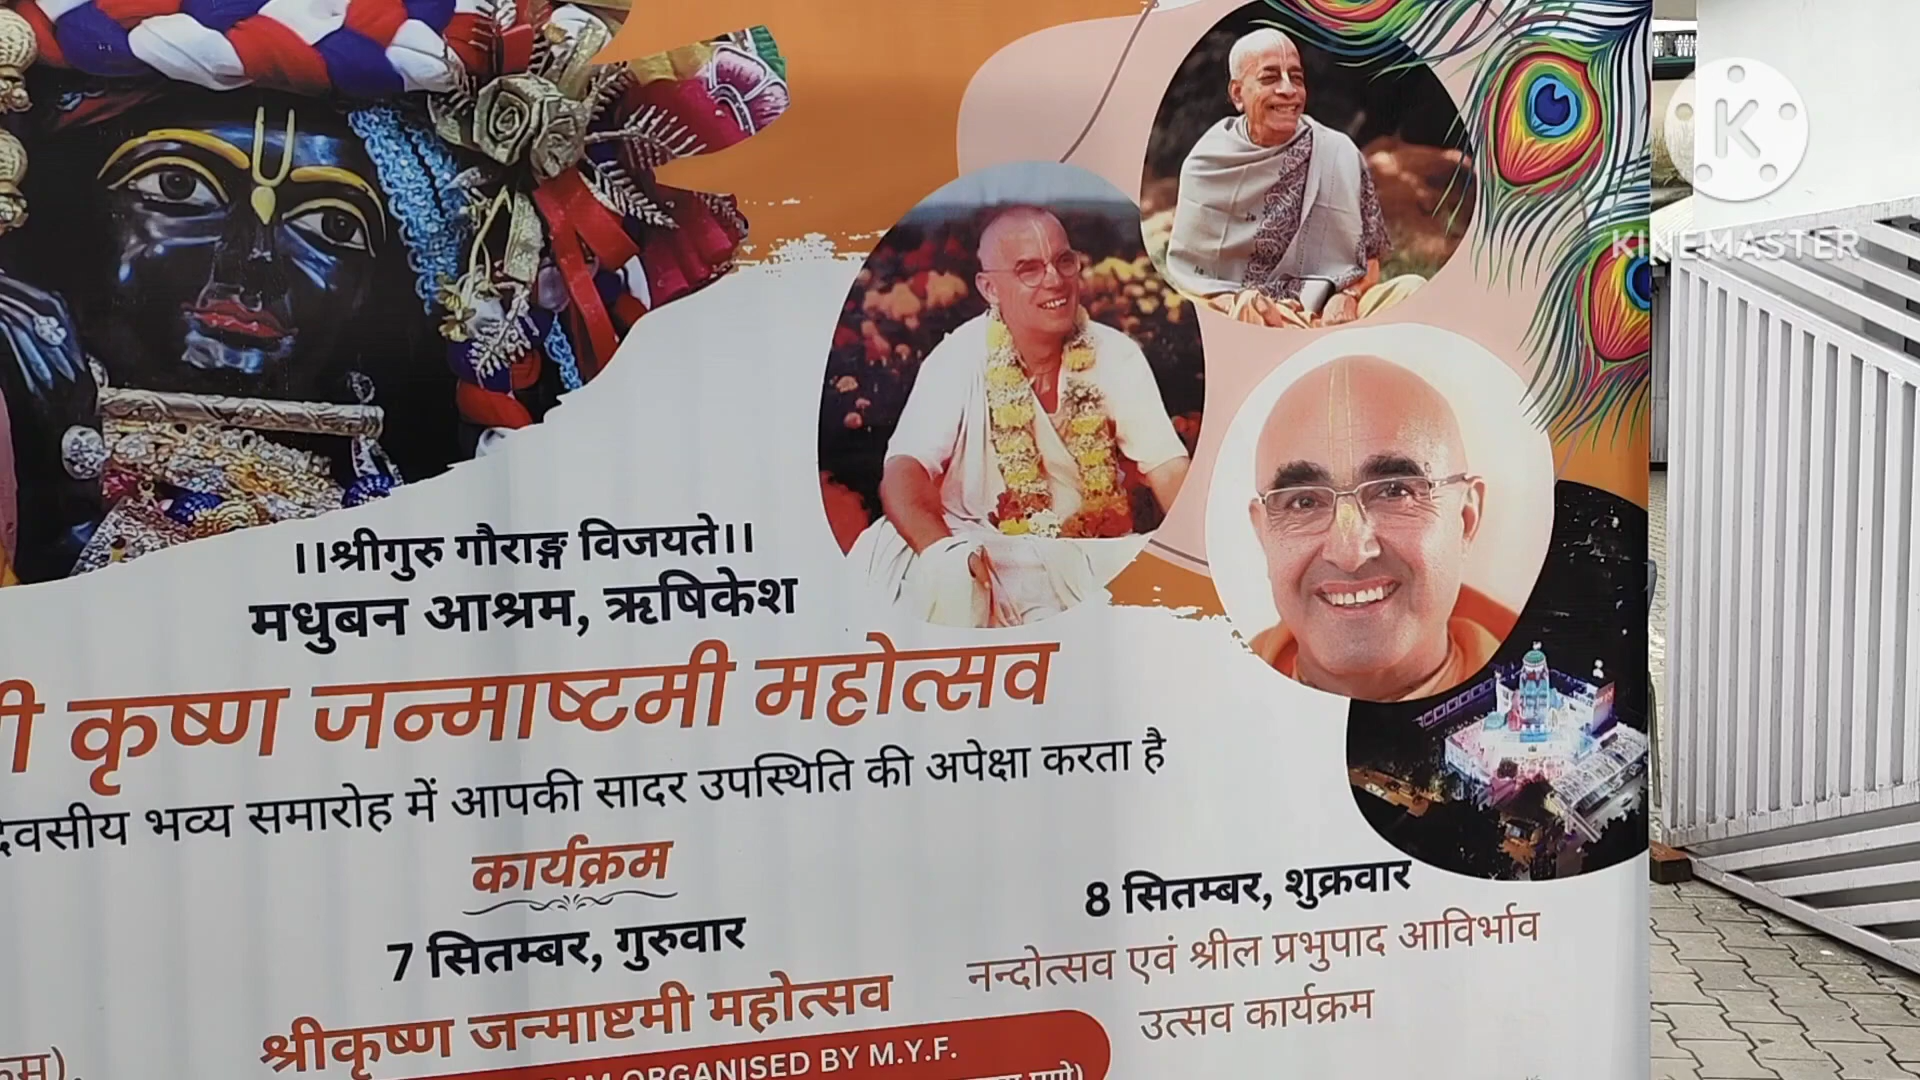 ।।श्रीगुरु गौराङ्ग विजयते।।
मधुबन आश्रम, ऋषिकेश
कृष्ण जन्माष्टमी महोत्सव
भव्य समारोह में आपकी सादर उपस्थिति की अपेक्षा करता है
कार्यक्रम
7 सितम्बर, गुरुवार
श्रीकृष्ण जन्माष्टमी महोत्सव
8 सितम्बर, शुक्रवार
नन्दोत्सव एवं श्रील प्रभुपाद आविर्भाव
उत्सव कार्यक्रम
ORGANISED BY M.Y.F.
K
KINEMASTER